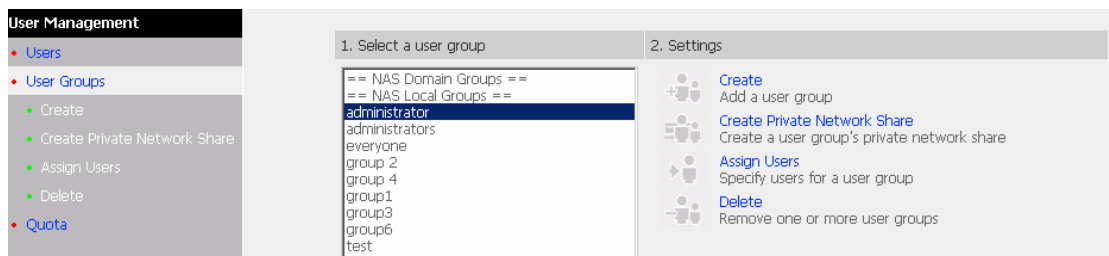 User Management
• Users
• User Groups
• Create
• Create Private Network Share
• Assign Users
• Delete
• Quota
1. Select a user group
== NAS Domain Groups ==
== NAS Local Groups ==
administrator
administrators
everyone
group 2
group 4
group1
group3
group6
test
2. Settings
Create
Add a user group
Create Private Network Share
Create a user group's private network share
Assign Users
Specify users for a user group
Delete
Remove one or more user groups